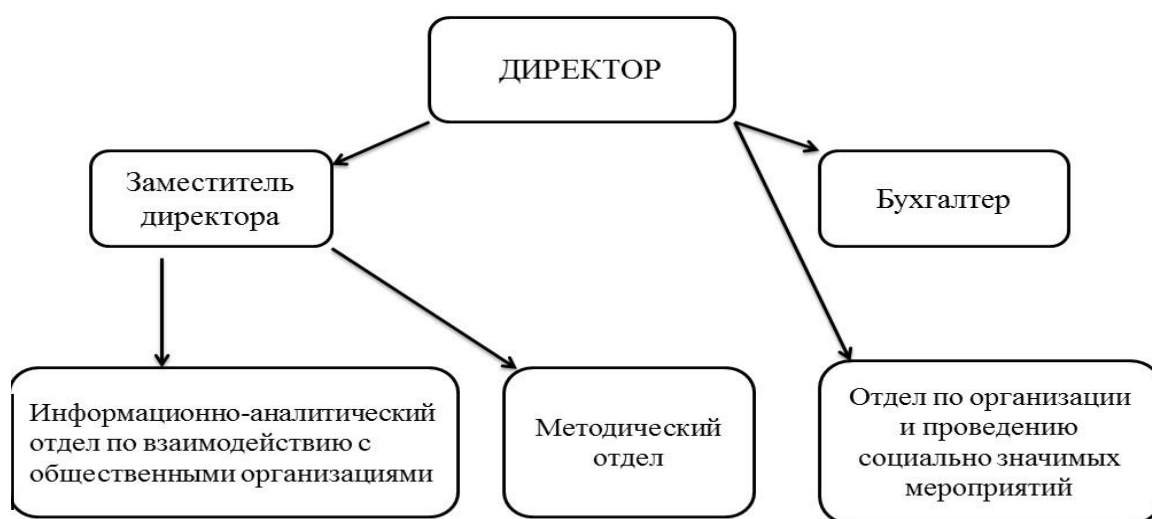 ДИРЕКТОР
Заместитель
директора
Бухгалтер
Информационно-аналитический
отдел по взаимодействию с
общественными организациями
Методический
отдел
Отдел по организации
и проведению
социально значимых
мероприятий